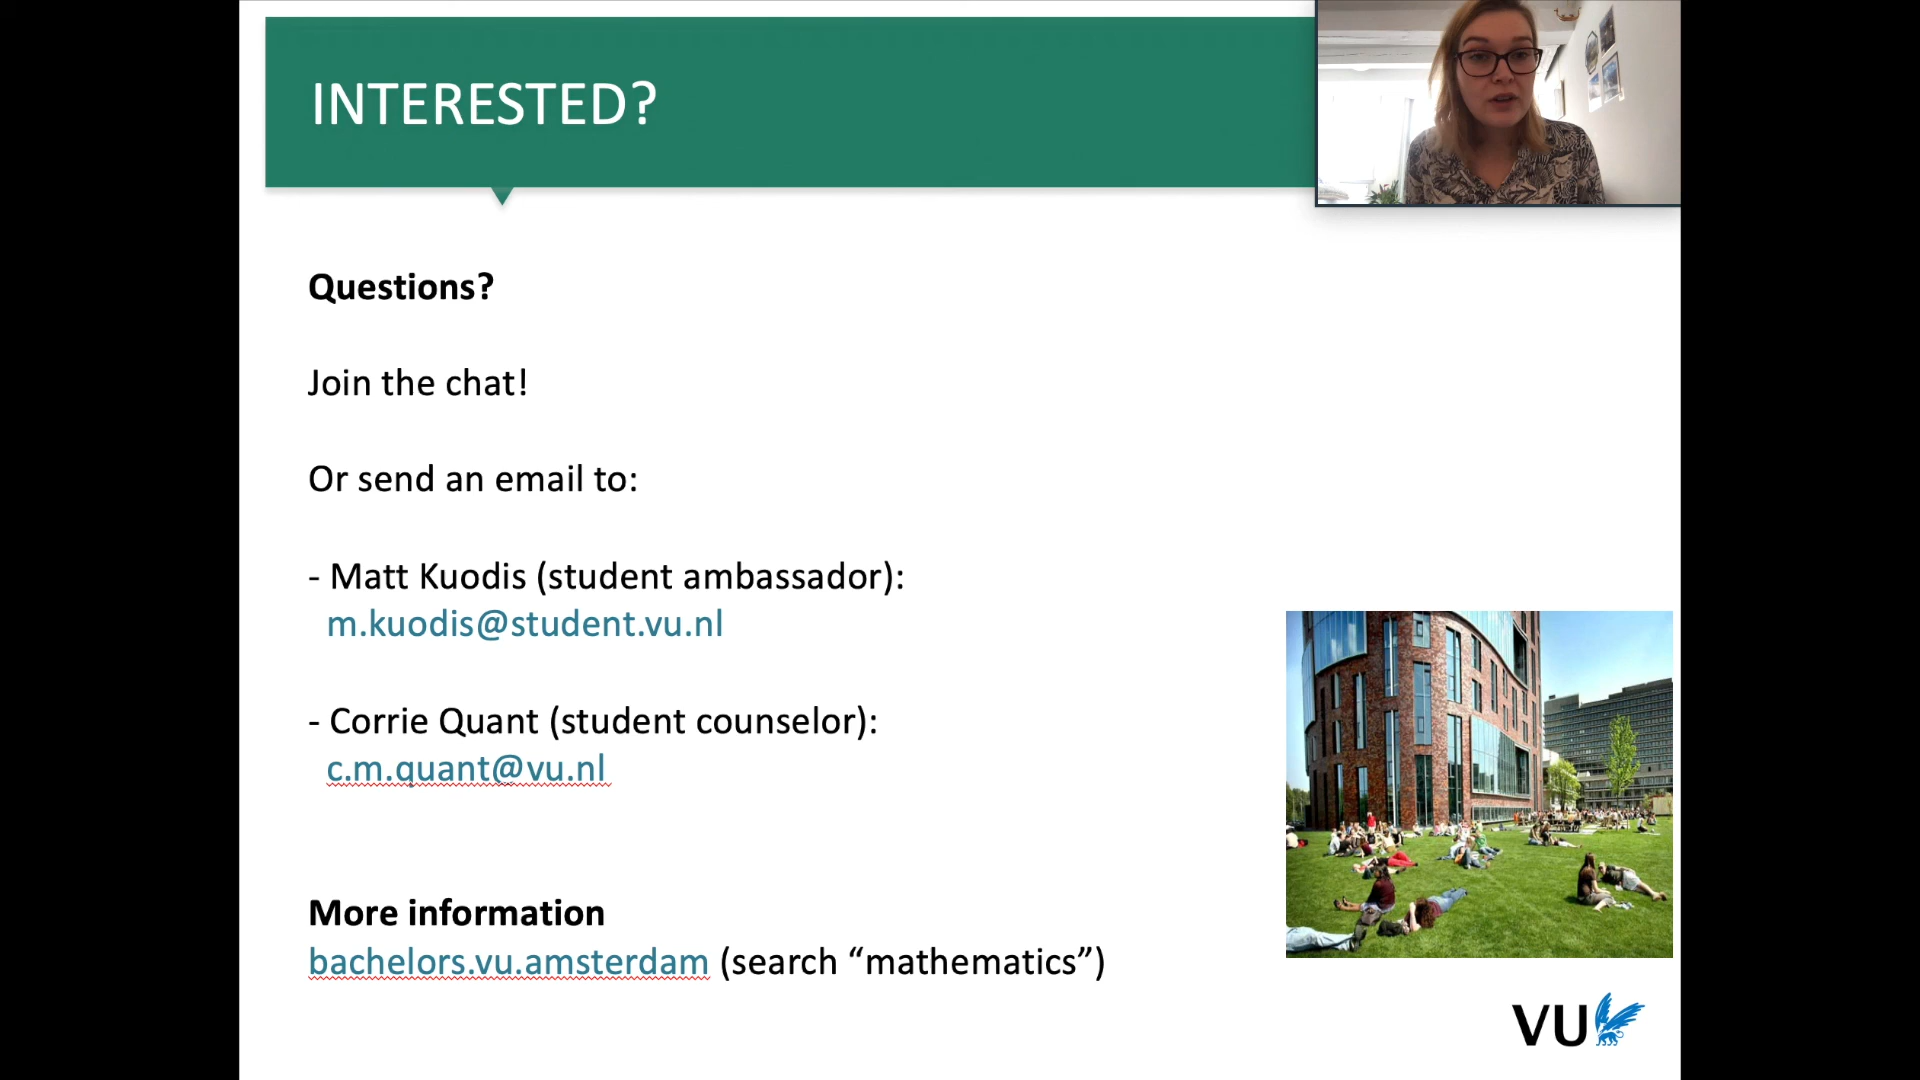 INTERESTED?
Questions?
Join the chat!
Or send an email to:
- Matt Kuodis (student ambassador):
m.kuodis@student.vu.nl
- Corrie Quant (student counselor):
c.m.quant@vu.nl
More information
bachelors.vu.amsterdam (search “mathematics”)
VU